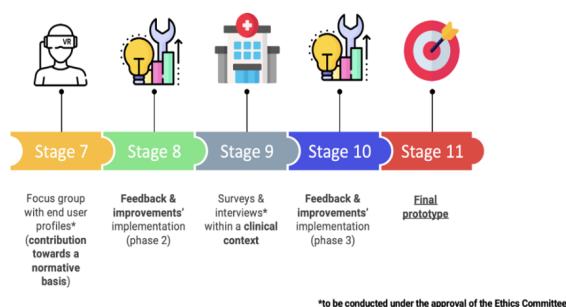 VR
Stage 7
Stage 8
Stage 9
Stage 10
Stage 11
Focus group
with end user
profiles*
(contribution
towards a
normative
basis)
Feedback &
improvements'
implementation
(phase 2)
Surveys &
interviews*
within a clinical
context
Feedback &
improvements'
implementation
(phase 3)
Final
prototype
*to be conducted under the approval of the Ethics Committee